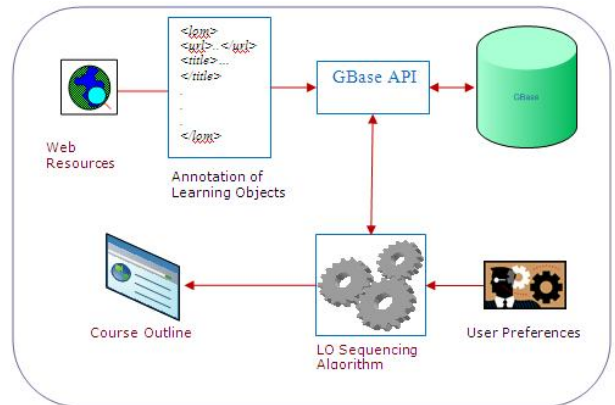 <lom>
<url>..</url>
<title>...
</title>
.
.
.
</lom>
GBase API
GBase
Web
Resources
Annotation of
Learning Objects
Course Outline
LO Sequencing
Algorithm
User Preferences